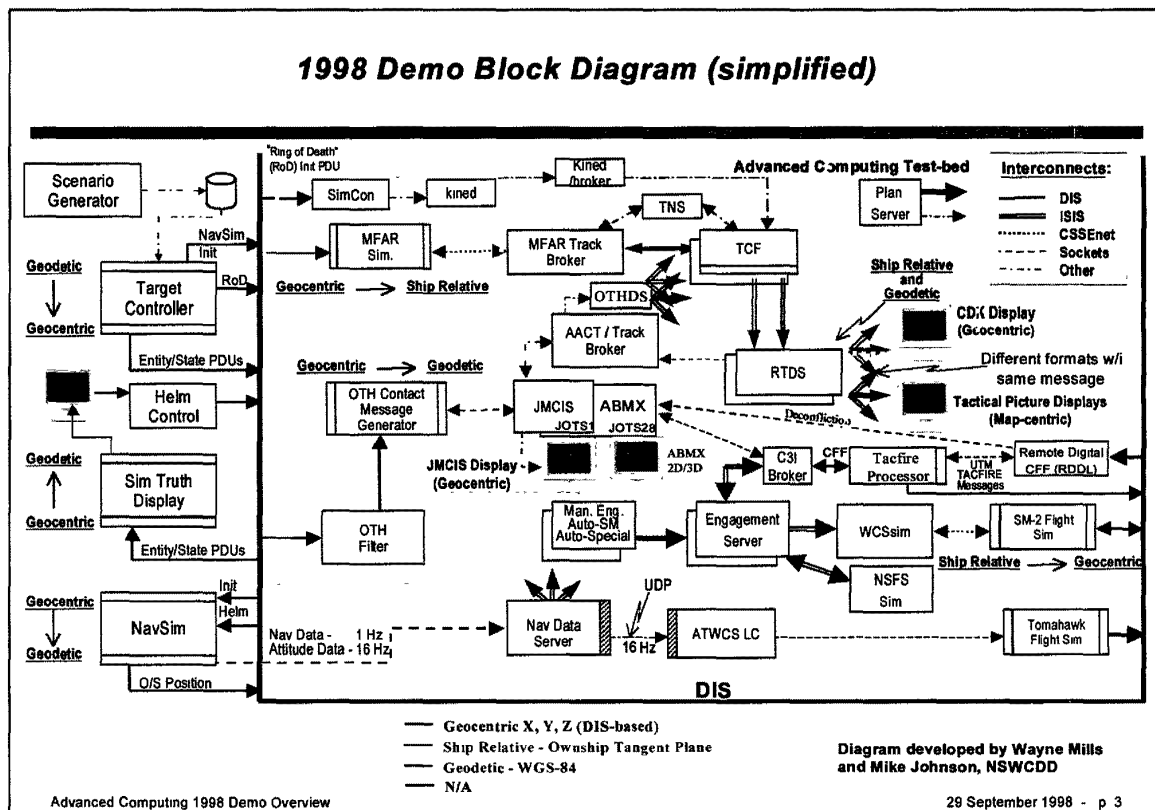 1998 Demo Block Diagram (simplified)
"Ring of Death"
(RoD) Init PDU
Scenario
Generator
SimCon
kined
Kined
/broker
Advanced Computing Test-bed
Plan
Server
Interconnects:
DIS
ISIS
CSSEnet
Sockets
Other
TNS
NavSim
Init
MFAR
Sim.
MFAR Track
Broker
TCF
Geodetic
Geocentric
Target
Controller
RoD
Geocentric
Ship Relative
OTHDS
Ship Relative
and
Geodetic
CDK Display
(Geocentric)
AACT / Track
Broker
Entity/State PDUs
Geocentric
Geodetic
RTDS
Different formats w/i
same message
Helm
Control
OTH Contact
Message
Generator
JMCIS
JOTS1
ABMX
JOTS28
Tactical Picture Displays
(Map-centric)
Deconfliction
Geodetic
Geocentric
Sim Truth
Display
JMCIS Display
(Geocentric)
ABMX
2D/3D
C3I
Broker
CFF
Tacfire
Processor
UTM
TACFIRE
Messages
Remote Digital
CFF (RDDL)
Entity/State PDUs
OTH
Filter
Man. Eng.
Auto-SM
Auto-Special
Engagement
Server
WCSsim
SM-2 Flight
Sim
Ship Relative
Geocentric
NSFS
Sim
Init
Helm
Geocentric
Geodetic
NavSim
Nav Data - 1 Hz
Attitude Data - 16 Hz
Nav Data
Server
UDP
16 Hz
ATWCS LC
Tomahawk
Flight Sim
O/S Position
DIS
Geocentric X, Y, Z (DIS-based)
Ship Relative - Ownship Tangent Plane
Geodetic - WGS-84
N/A
Diagram developed by Wayne Mills
and Mike Johnson, NSWCDD
Advanced Computing 1998 Demo Overview
29 September 1998 - p 3